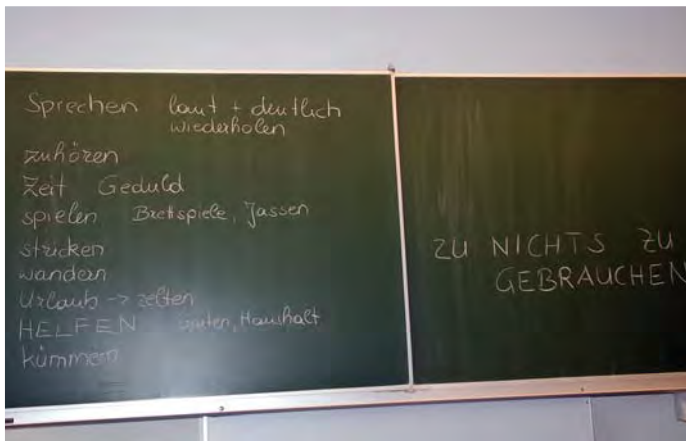 Sprechen laut + deutlich
wiederholen
zuhören
Zeit Geduld
spielen Brettspiele, Jassen
stricken
wandern
Urlaub -> zelten
HELFEN Haushalt
kümmern
ZU NICHTS ZU
GEBRAUCHEN